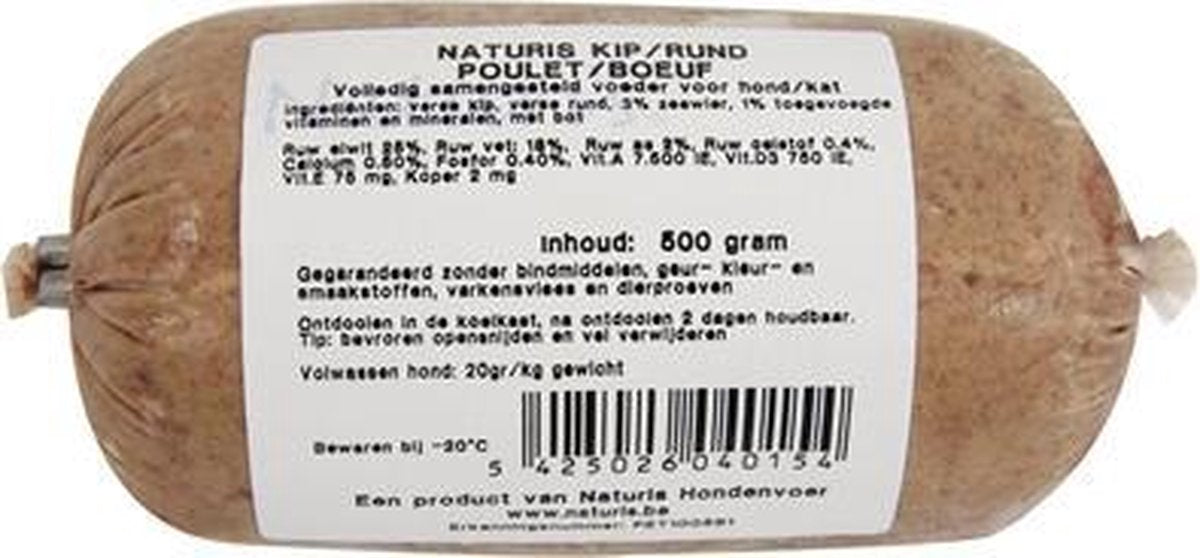 NATURIS KIP/RUND
POULET/BOEUF
Volledig samengesteld voeder voor hond/kat
Ingrediënten: verse kip, verse rund, 3% zeewier, 1% toegevoegde
vitaminen en mineralen, met bot
Ruw eiwit 25%, Ruw vet: 18%, Ruw as 2%, Ruw celstof 0.4%,
Calcium 0.60%, Fosfor 0.40%, Vit.A 7.500 IE, Vit.D3 750 IE,
Vit.E 75 mg, Koper 2 mg
Inhoud: 500 gram
Gegarandeerd zonder bindmiddelen, geur- kleur- en
smaakstoffen, varkensvlees en dierproeven
Ontdooien in de koelkast, na ontdooien 2 dagen houdbaar.
Tip: bevroren opensnijden en vel verwijderen
Volwassen hond: 20gr/kg gewicht
Bewaren bij -20°C
5 425026 040154
Een product van Naturis Hondenvoer
www.naturis.be
Erkenningsnummer: